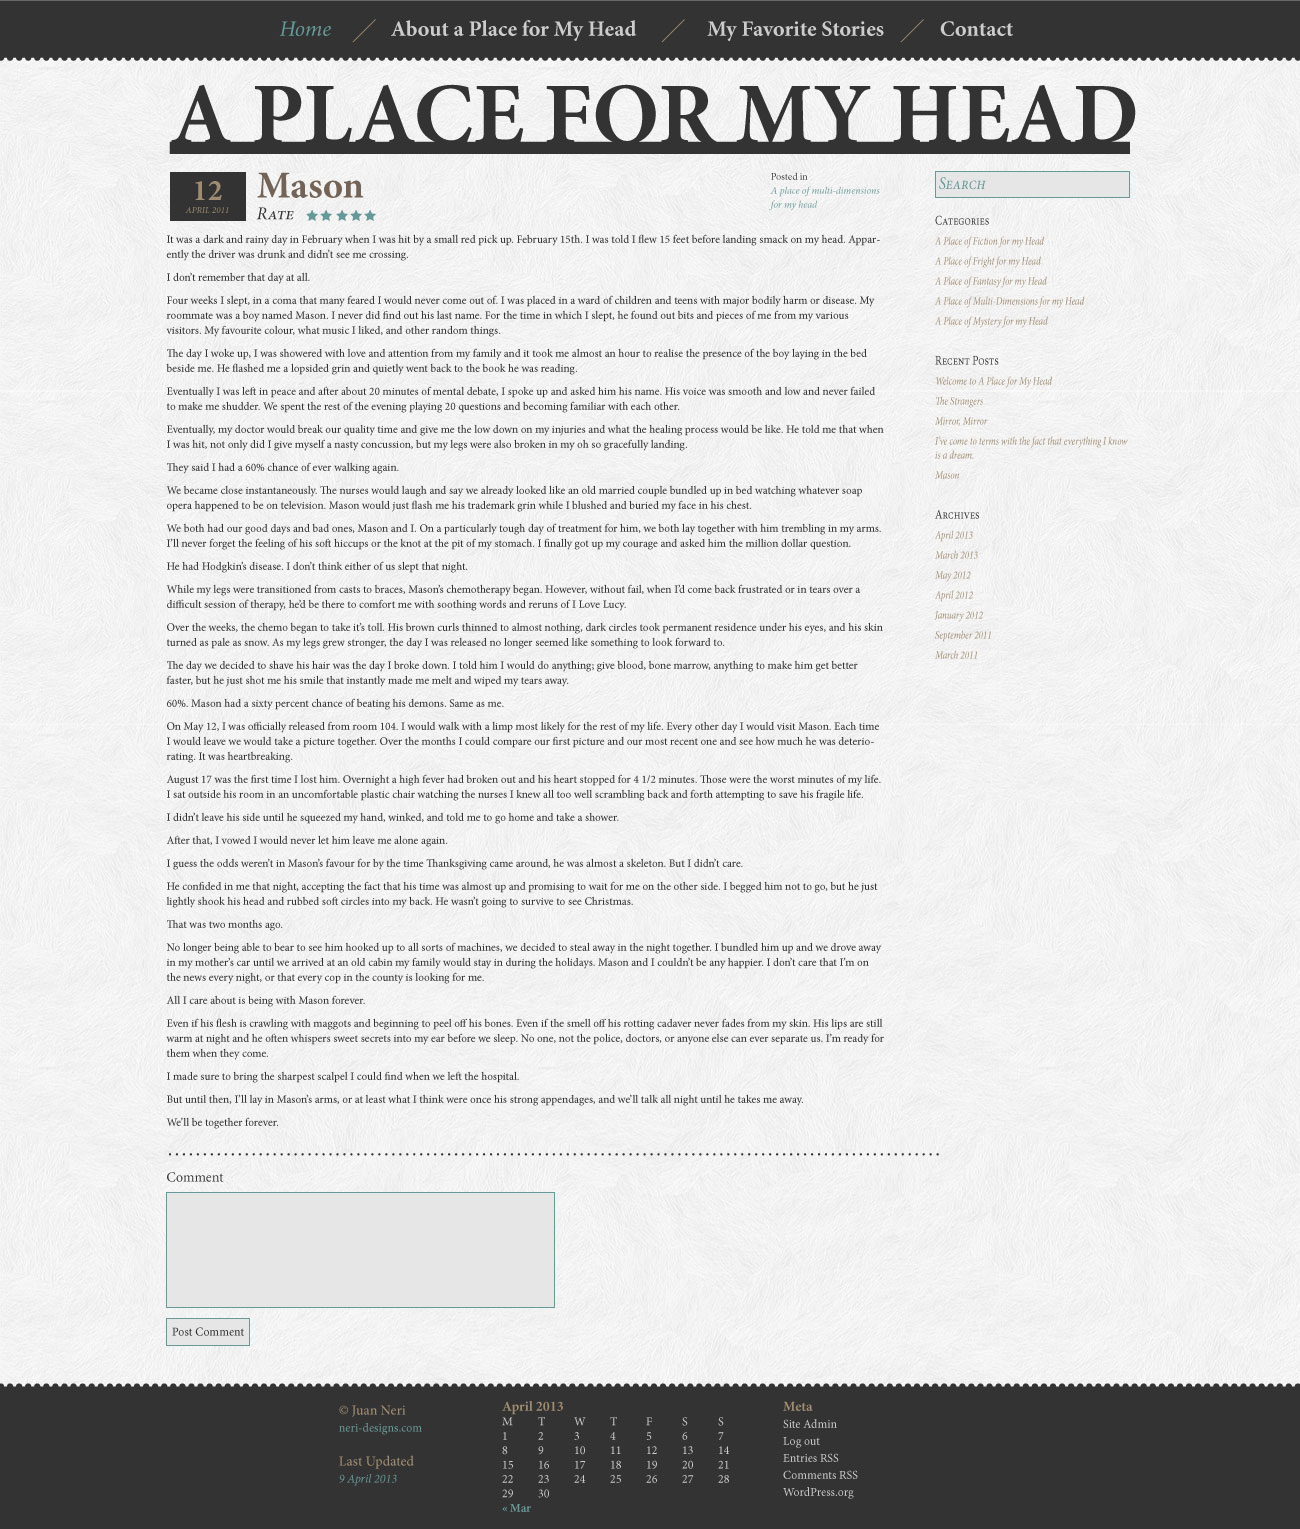 Home
About a Place for My Head
My Favorite Stories
Contact
A PLACE FOR MY HEAD
12
APRIL 2011
Mason
RATE
Posted in
A place of multi-dimensions
for my head
It was a dark and rainy day in February when I was hit by a small red pick up. February 15th. I was told I flew 15 feet before landing smack on my head. Appar-
ently the driver was drunk and didn't see me crossing.
I don't remember that day at all.
Four weeks I slept, in a coma that many feared I would never come out of. I was placed in a ward of children and teens with major bodily harm or disease. My
roommate was a boy named Mason. I never did find out his last name. For the time in which I slept, he found out bits and pieces of me from my various
visitors. My favourite colour, what music I liked, and other random things.
The day I woke up, I was showered with love and attention from my family and it took me almost an hour to realise the presence of the boy laying in the bed
beside me. He flashed me a lopsided grin and quietly went back to the book he was reading.
Eventually I was left in peace and after about 20 minutes of mental debate, I spoke up and asked him his name. His voice was smooth and low and never failed
to make me shudder. We spent the rest of the evening playing 20 questions and becoming familiar with each other.
Eventually, my doctor would break our quality time and give me the low down on my injuries and what the healing process would be like. He told me that when
I was hit, not only did I give myself a nasty concussion, but my legs were also broken in my oh so gracefully landing.
They said I had a 60% chance of ever walking again.
We became close instantaneously. The nurses would laugh and say we already looked like an old married couple bundled up in bed watching whatever soap
opera happened to be on television. Mason would just flash me his trademark grin while I blushed and buried my face in his chest.
We both had our good days and bad ones, Mason and I. On a particularly tough day of treatment for him, we both lay together with him trembling in my arms.
I'll never forget the feeling of his soft hiccups or the knot at the pit of my stomach. I finally got up my courage and asked him the million dollar question.
He had Hodgkin's disease. I don't think either of us slept that night.
While my legs were transitioned from casts to braces, Mason's chemotherapy began. However, without fail, when I'd come back frustrated or in tears over a
difficult session of therapy, he'd be there to comfort me with soothing words and reruns of I Love Lucy.
Over the weeks, the chemo began to take it's toll. His brown curls thinned to almost nothing, dark circles took permanent residence under his eyes, and his skin
turned as pale as snow. As my legs grew stronger, the day I was released no longer seemed like something to look forward to.
The day we decided to shave his hair was the day I broke down. I told him I would do anything; give blood, bone marrow, anything to make him get better
faster, but he just shot me his smile that instantly made me melt and wiped my tears away.
60%. Mason had a sixty percent chance of beating his demons. Same as me.
On May 12, I was officially released from room 104. I would walk with a limp most likely for the rest of my life. Every other day I would visit Mason. Each time
I would leave we would take a picture together. Over the months I could compare our first picture and our most recent one and see how much he was deterio-
rating. It was heartbreaking.
August 17 was the first time I lost him. Overnight a high fever had broken out and his heart stopped for 4 1/2 minutes. Those were the worst minutes of my life.
I sat outside his room in an uncomfortable plastic chair watching the nurses I knew all too well scrambling back and forth attempting to save his fragile life.
I didn't leave his side until he squeezed my hand, winked, and told me to go home and take a shower.
After that, I vowed I would never let him leave me alone again.
I guess the odds weren't in Mason's favour for by the time Thanksgiving came around, he was almost a skeleton. But I didn't care.
He confided in me that night, accepting the fact that his time was almost up and promising to wait for me on the other side. I begged him not to go, but he just
lightly shook his head and rubbed soft circles into my back. He wasn't going to survive to see Christmas.
That was two months ago.
No longer being able to bear to see him hooked up to all sorts of machines, we decided to steal away in the night together. I bundled him up and we drove away
in my mother's car until we arrived at an old cabin my family would stay in during the holidays. Mason and I couldn't be any happier. I don't care that I'm on
the news every night, or that every cop in the county is looking for me.
All I care about is being with Mason forever.
Even if his flesh is crawling with maggots and beginning to peel off his bones. Even if the smell off his rotting cadaver never fades from my skin. His lips are still
warm at night and he often whispers sweet secrets into my ear before we sleep. No one, not the police, doctors, or anyone else can ever separate us. I'm ready for
them when they come.
I made sure to bring the sharpest scalpel I could find when we left the hospital.
But until then, I'll lay in Mason's arms, or at least what I think were once his strong appendages, and we'll talk all night until he takes me away.
We'll be together forever.
SEARCH
CATEGORIES
A Place of Fiction for my Head
A Place of Fright for my Head
A Place of Fantasy for my Head
A Place of Multi-Dimensions for my Head
A Place of Mystery for my Head
RECENT POSTS
Welcome to A Place for My Head
The Strangers
Mirror, Mirror
I've come to terms with the fact that everything I know
is a dream.
Mason
ARCHIVES
April 2013
March 2013
May 2012
April 2012
January 2012
September 2011
March 2011
Comment
Post Comment
© Juan Neri
neri-designs.com
Last Updated
9 April 2013
April 2013
M T W T F S S
1 2 3 4 5 6 7
8 9 10 11 12 13 14
15 16 17 18 19 20 21
22 23 24 25 26 27 28
29 30
« Mar
Meta
Site Admin
Log out
Entries RSS
Comments RSS
WordPress.org